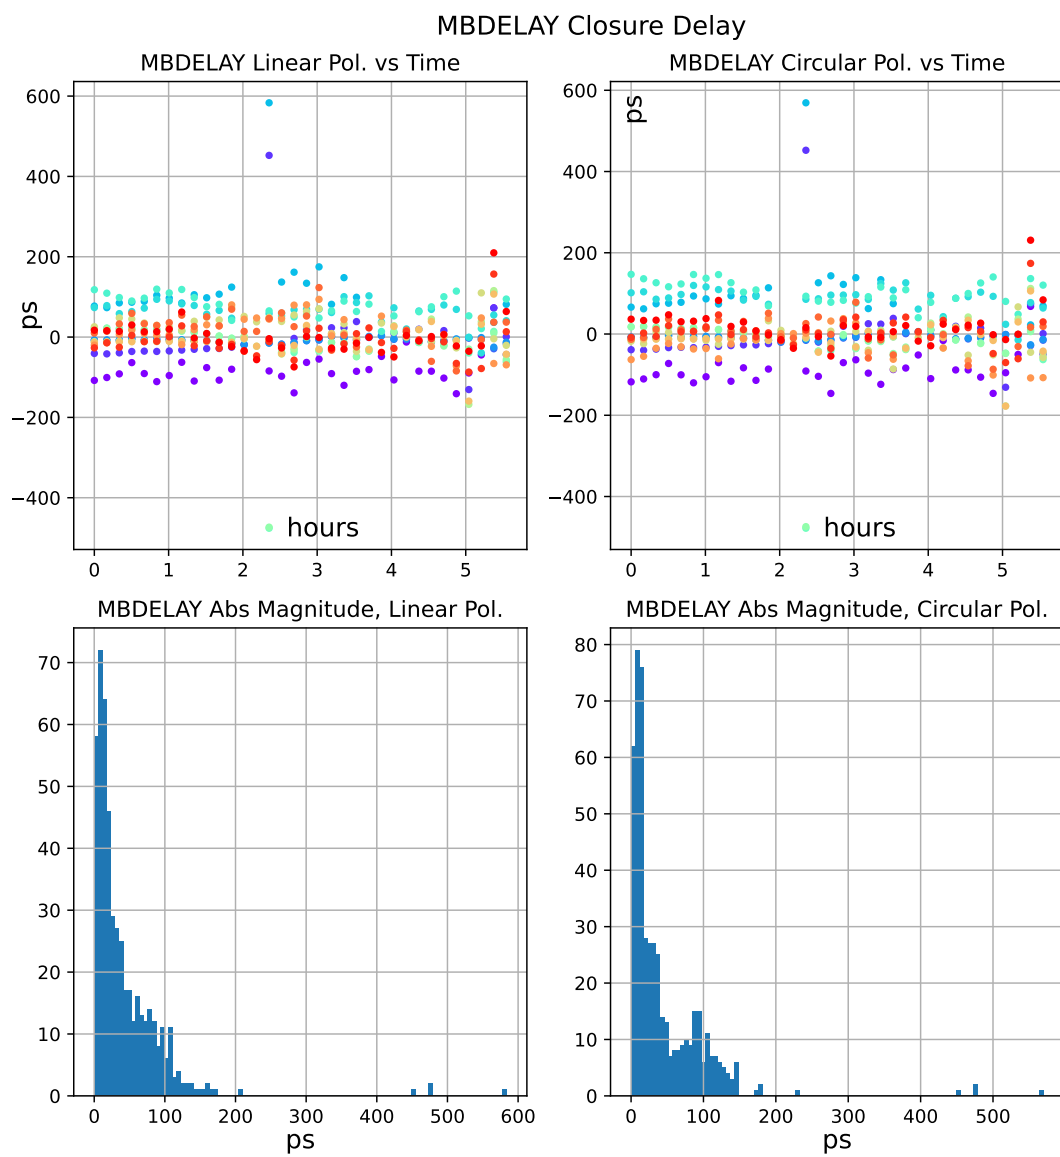 MBDELAY Closure Delay
MBDELAY Linear Pol. vs Time
MBDELAY Circular Pol. vs Time
600
400
200
0
−200
−400
ps
hours
0 1 2 3 4 5
600
400
200
0
−200
−400
ps
hours
0 1 2 3 4 5
MBDELAY Abs Magnitude, Linear Pol.
MBDELAY Abs Magnitude, Circular Pol.
70
60
50
40
30
20
10
0
0 100 200 300 400 500 600
ps
80
70
60
50
40
30
20
10
0
0 100 200 300 400 500
ps